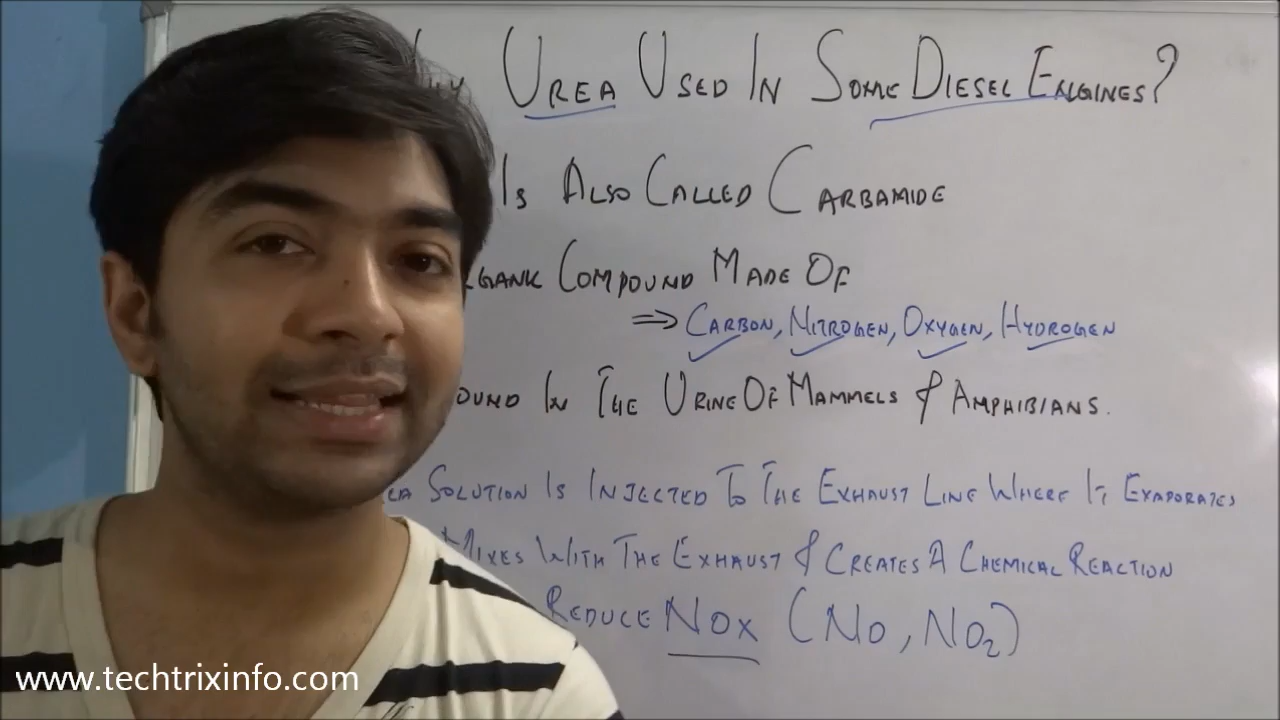 UREA USED IN SOME DIESEL ENGINES?
IS ALSO CALLED CARBAMIDE
COMPOUND MADE OF
⇒ CARBON, NITROGEN, OXYGEN, HYDROGEN
IN THE URINE OF MAMMELS & AMPHIBIANS.
SOLUTION IS INJECTED TO THE EXHAUST LINE WHERE IT EVAPORATES
WITH THE EXHAUST & CREATES A CHEMICAL REACTION
REDUCE NOX (NO, NO2)
www.techtrixinfo.com